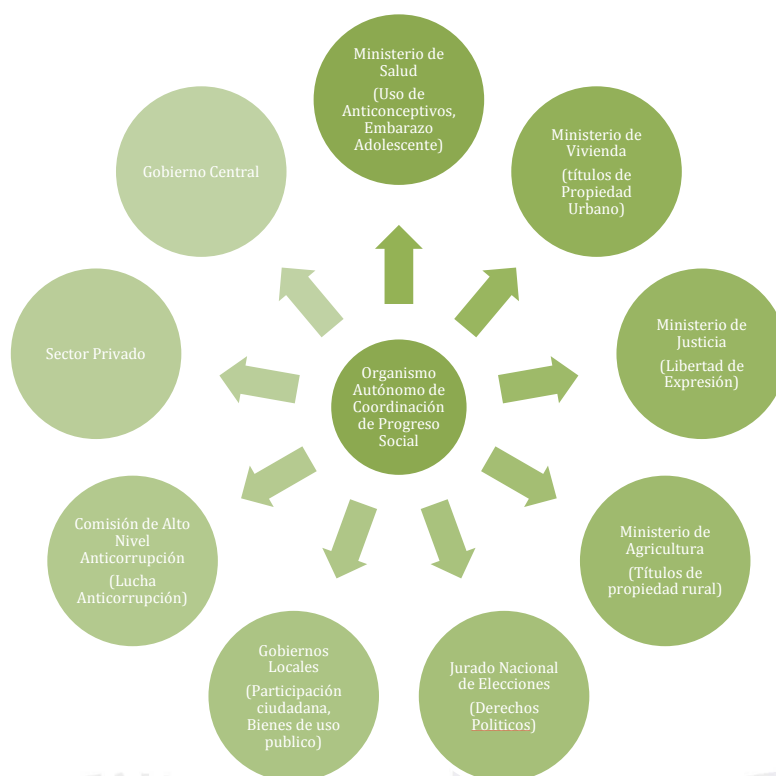 Ministerio de
Salud
(Uso de
Anticonceptivos,
Embarazo
Adolescente)
Ministerio de
Vivienda
(títulos de
Propiedad
Urbano)
Ministerio de
Justicia
(Libertad de
Expresión)
Ministerio de
Agricultura
(Títulos de
propiedad rural)
Jurado Nacional
de Elecciones
(Derechos
Politicos)
Gobiernos
Locales
(Participación
ciudadana,
Bienes de uso
publico)
Comisión de Alto
Nivel
Anticorrupción
(Lucha
Anticorrupción)
Sector Privado
Gobierno Central
Organismo
Autónomo de
Coordinación
de Progreso
Social